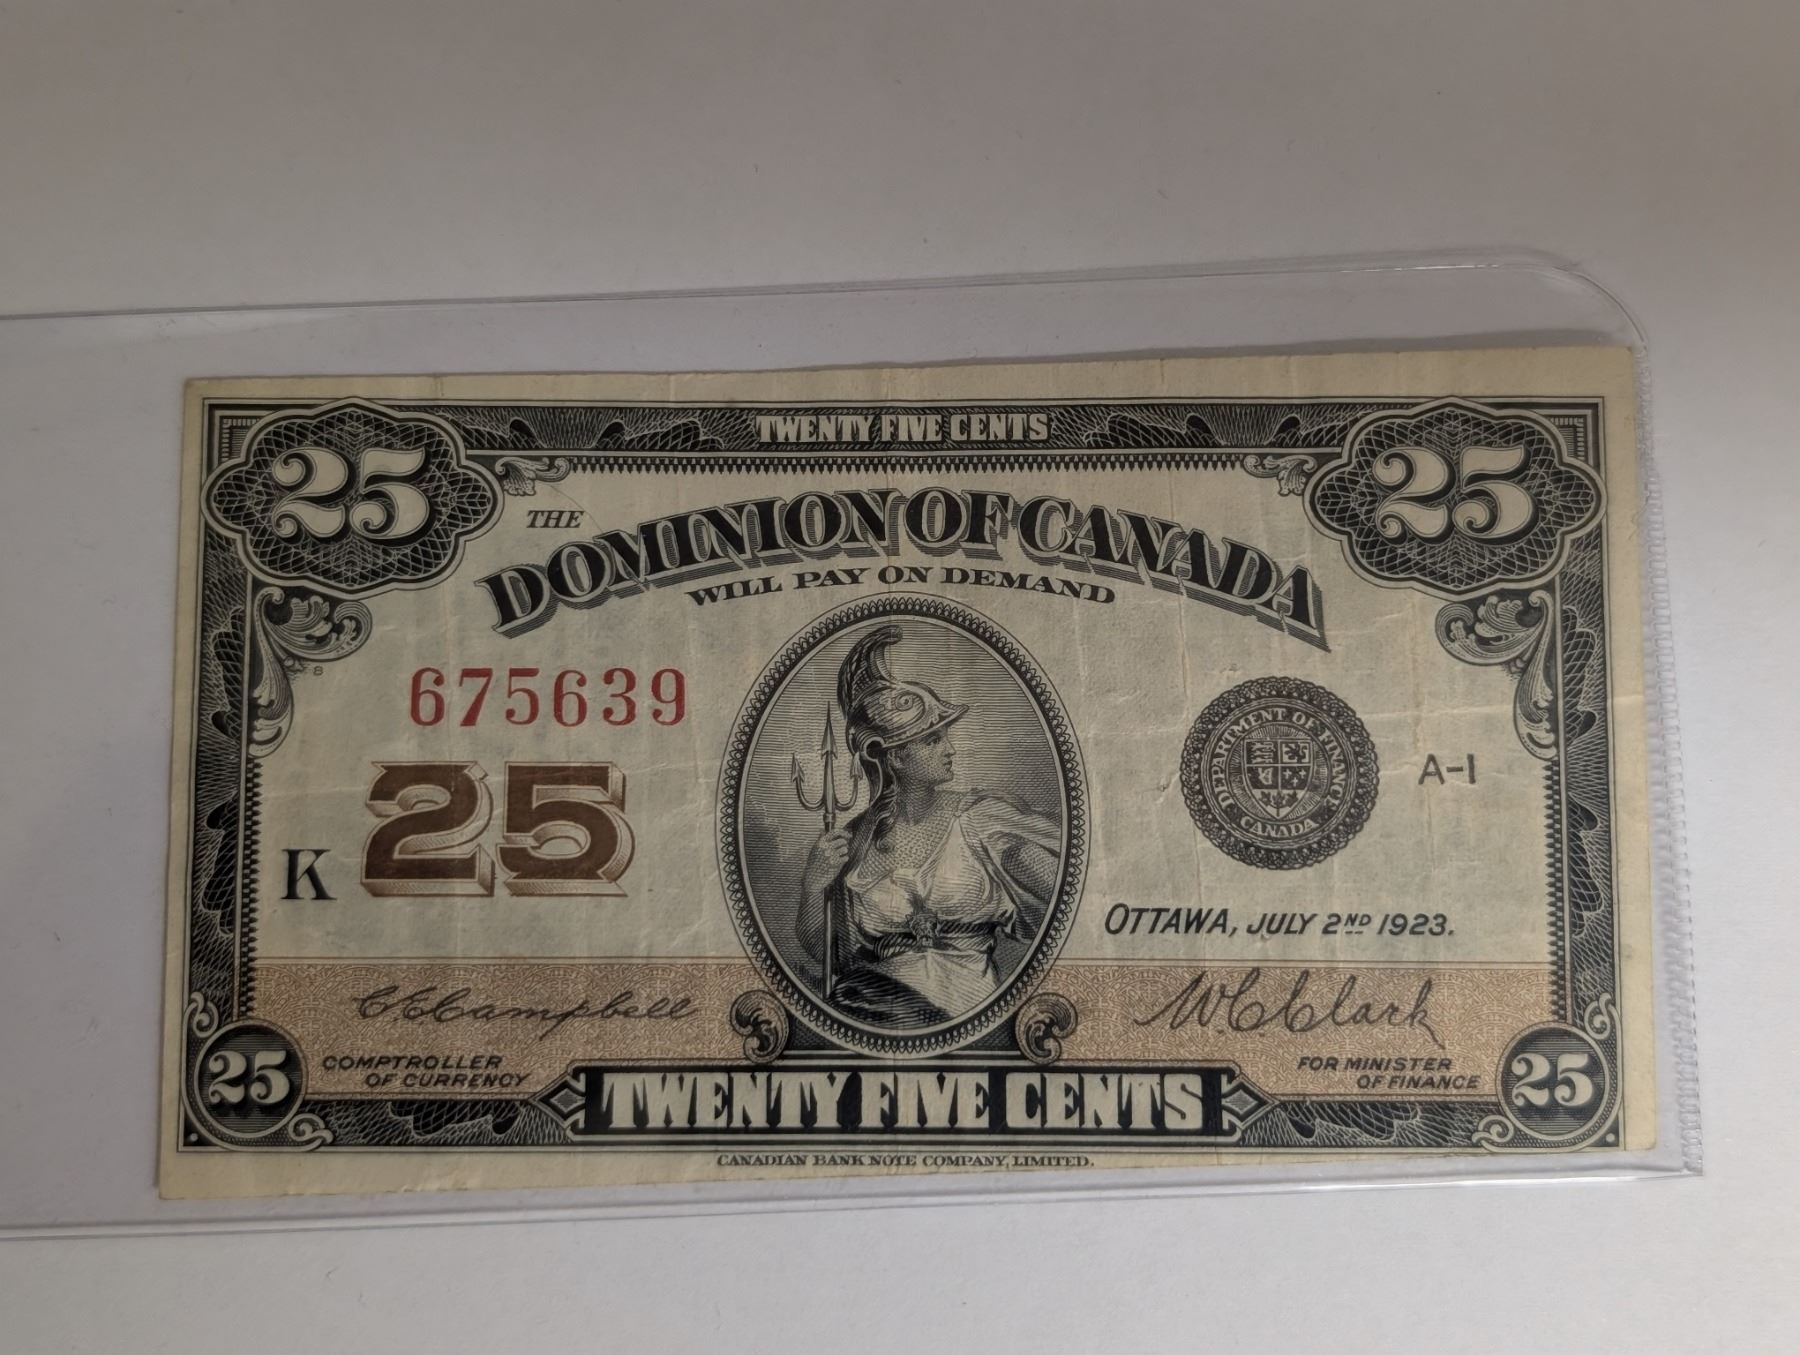 TWENTY FIVE CENTS
25 25
THE
DOMINION OF CANADA
WILL PAY ON DEMAND
8
675639
DEPARTMENT OF FINANCE
CANADA
A-1
K 25
OTTAWA, JULY 2ND 1923.
C.E. Campbell
W C Clark
COMPTROLLER
OF CURRENCY
FOR MINISTER
OF FINANCE
25 TWENTY FIVE CENTS 25
CANADIAN BANK NOTE COMPANY, LIMITED.